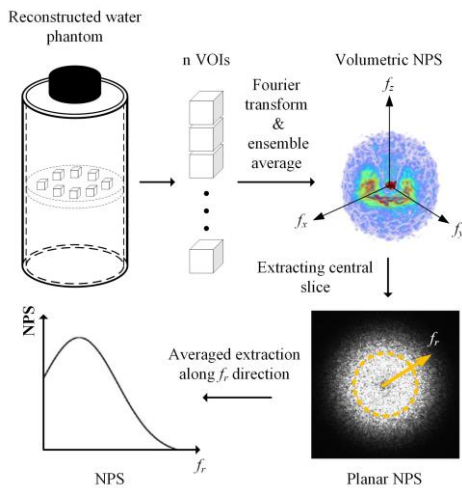 Reconstructed water
phantom
n VOIs
Fourier
transform
&
ensemble
average
Volumetric NPS
f_z
f_x
f_y
Extracting central
slice
NPS
f_r
NPS
Averaged extraction
along f_r direction
f_r
Planar NPS